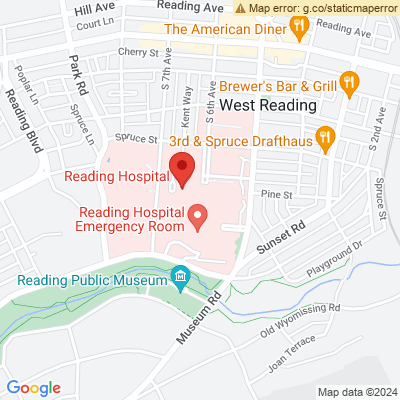 Map error: g.co/staticmaperror
Hill Ave
Reading Ave
Court Ln
The American Diner
Reading Ave
Cherry St
S 7th Ave
Kent Way
S 6th Ave
Poplar Ln
Park Rd
Brewer's Bar & Grill
West Reading
Reading Blvd
Spruce Ln
Spruce St
3rd & Spruce Drafthaus
S 2nd Ave
Reading Hospital
Pine St
Spruce St
Reading Hospital
Emergency Room
Sunset Rd
Playground Dr
Reading Public Museum
Museum Rd
Old Wyomissing Rd
Joan Terrace
Google
Map data ©2024